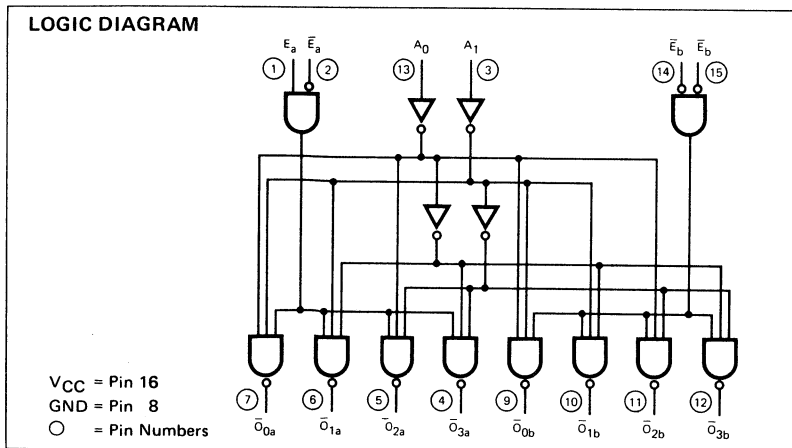 LOGIC DIAGRAM
Ea Ēa A0 A1 Ēb Ēb
1 2 13 3 14 15
VCC = Pin 16
GND = Pin 8
○ = Pin Numbers
7 6 5 4 9 10 11 12
Ō0a Ō1a Ō2a Ō3a Ō0b Ō1b Ō2b Ō3b